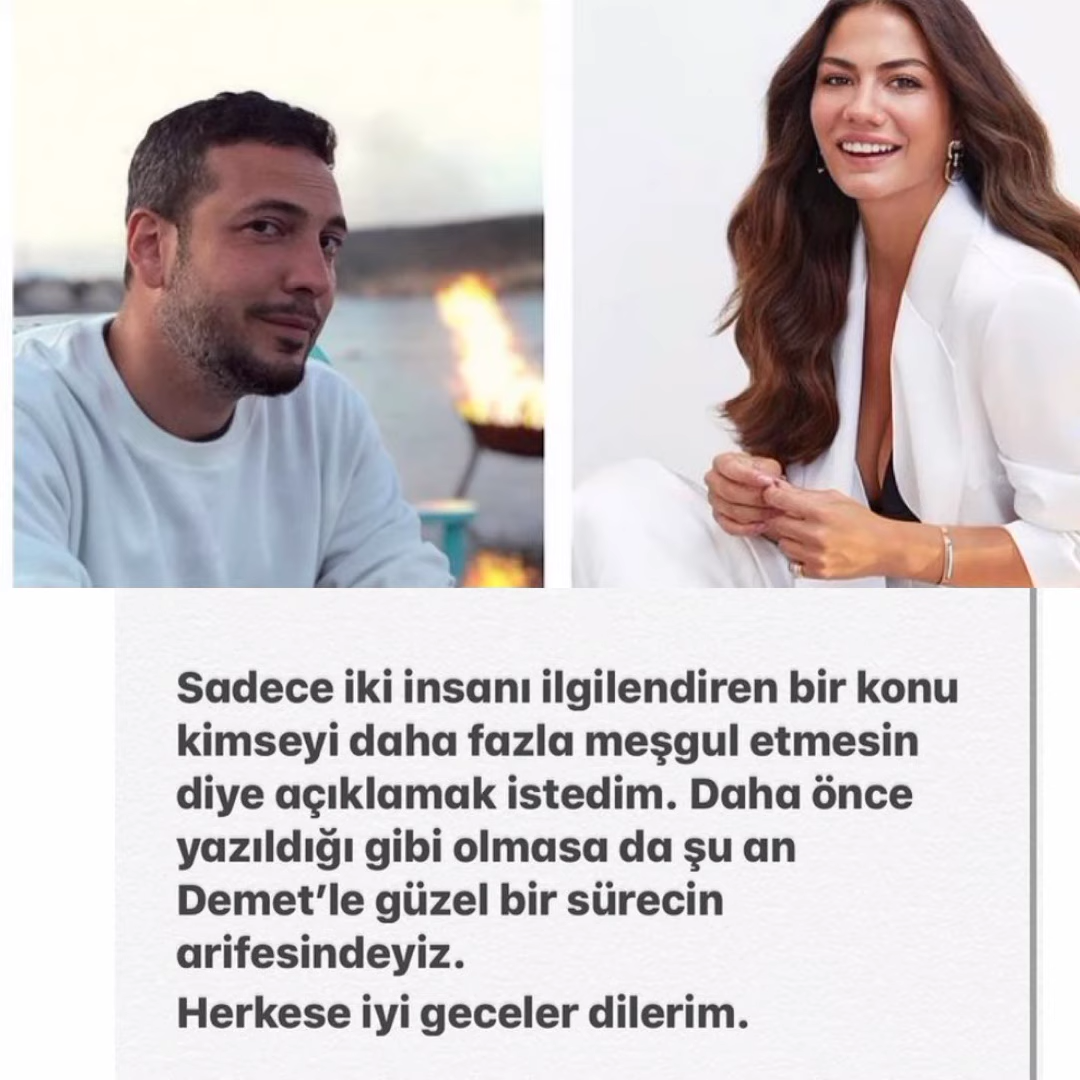 Sadece iki insanı ilgilendiren bir konu
kimseyi daha fazla meşgul etmesin
diye açıklamak istedim. Daha önce
yazıldığı gibi olmasa da şu an
Demet’le güzel bir sürecin
arifesindeyiz.
Herkese iyi geceler dilerim.